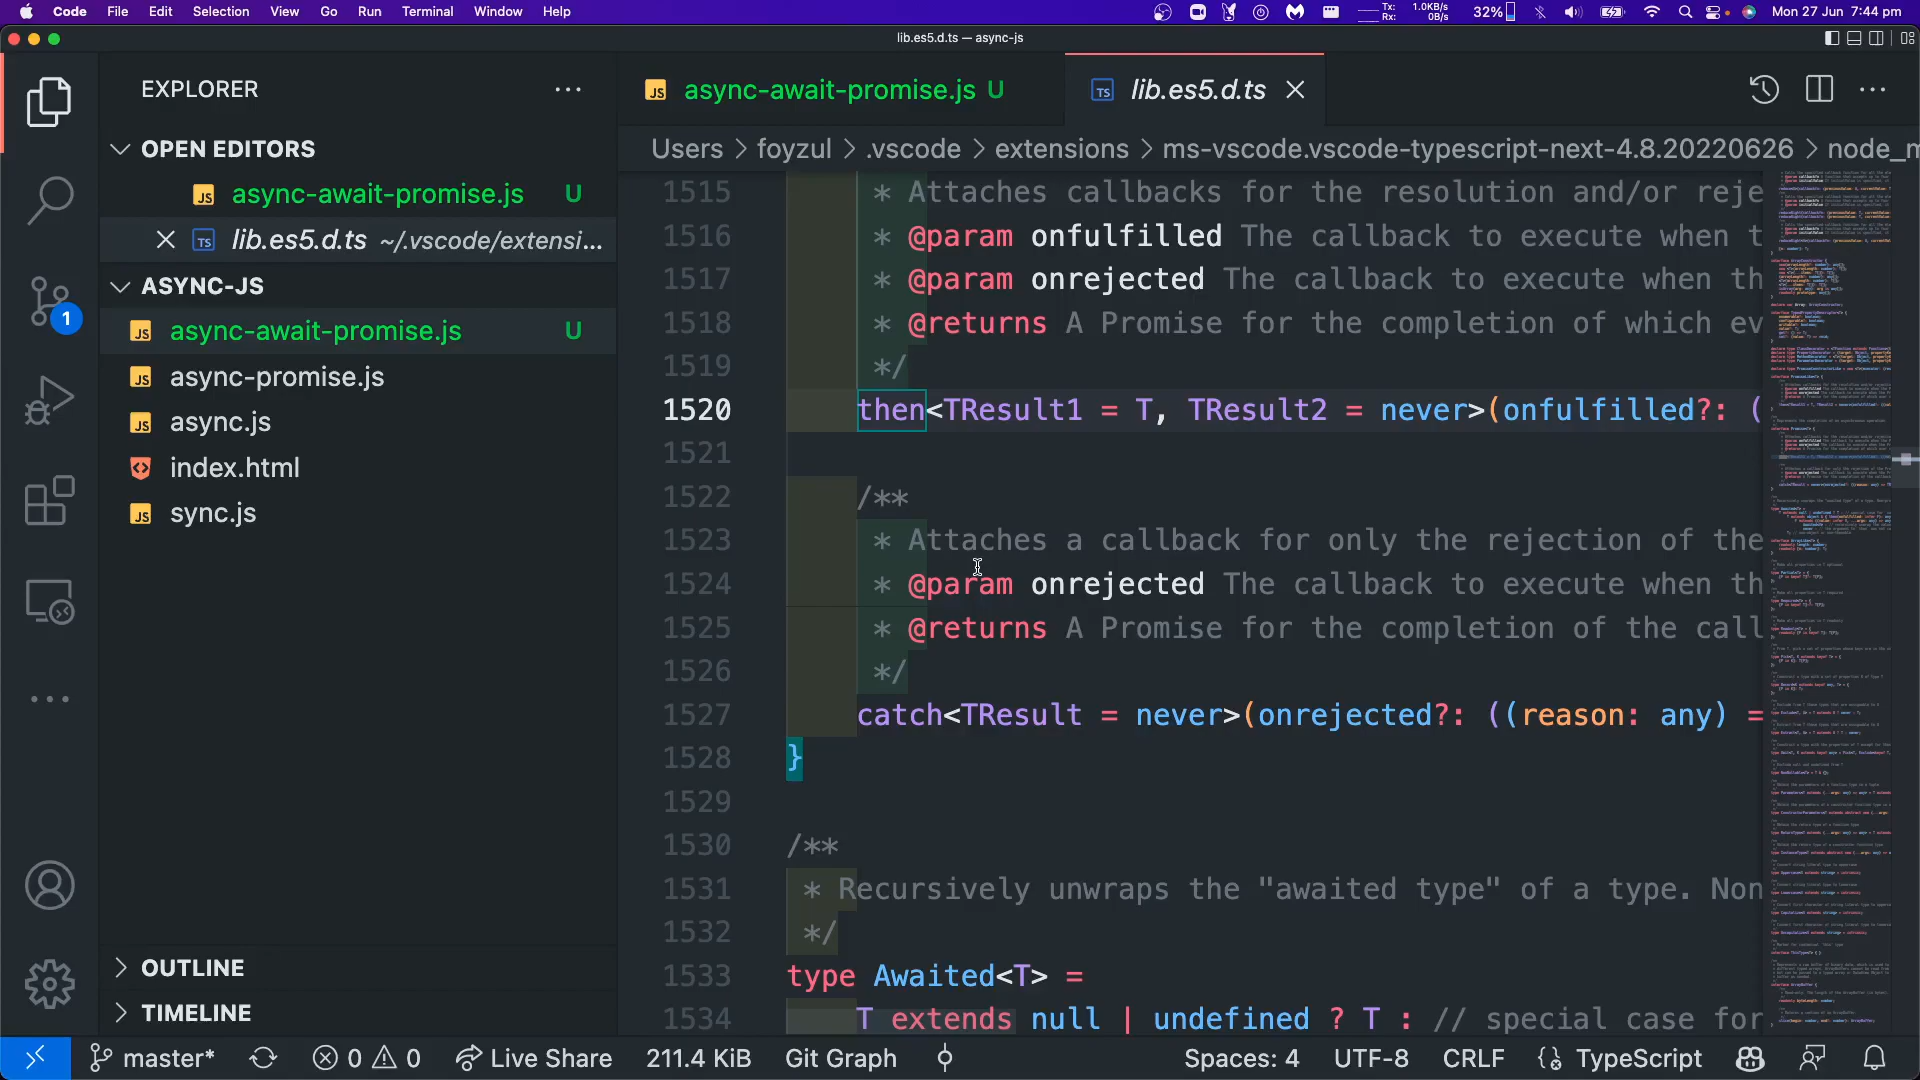 Code File Edit Selection View Go Run Terminal Window Help Tx: Rx: 1.0KB/s 0B/s 32% Mon 27 Jun 7:44 pm
lib.es5.d.ts — async-js
EXPLORER
OPEN EDITORS
async-await-promise.js U
lib.es5.d.ts ~/.vscode/extensi...
ASYNC-JS
async-await-promise.js U
async-promise.js
async.js
index.html
sync.js
OUTLINE
TIMELINE
1
async-await-promise.js U
lib.es5.d.ts
Users > foyzul > .vscode > extensions > ms-vscode.vscode-typescript-next-4.8.20220626 > node_m
1515 * Attaches callbacks for the resolution and/or reje
1516 * @param onfulfilled The callback to execute when t
1517 * @param onrejected The callback to execute when th
1518 * @returns A Promise for the completion of which ev
1519 */
1520 then<TResult1 = T, TResult2 = never>(onfulfilled?: (
1521
1522 /**
1523 * Attaches a callback for only the rejection of the
1524 * @param onrejected The callback to execute when th
1525 * @returns A Promise for the completion of the call
1526 */
1527 catch<TResult = never>(onrejected?: ((reason: any) =
1528 }
1529
1530 /**
1531 * Recursively unwraps the "awaited type" of a type. Non
1532 */
1533 type Awaited<T> =
1534 T extends null | undefined ? T : // special case for
master* 0 0 Live Share 211.4 KiB Git Graph Spaces: 4 UTF-8 CRLF TypeScript